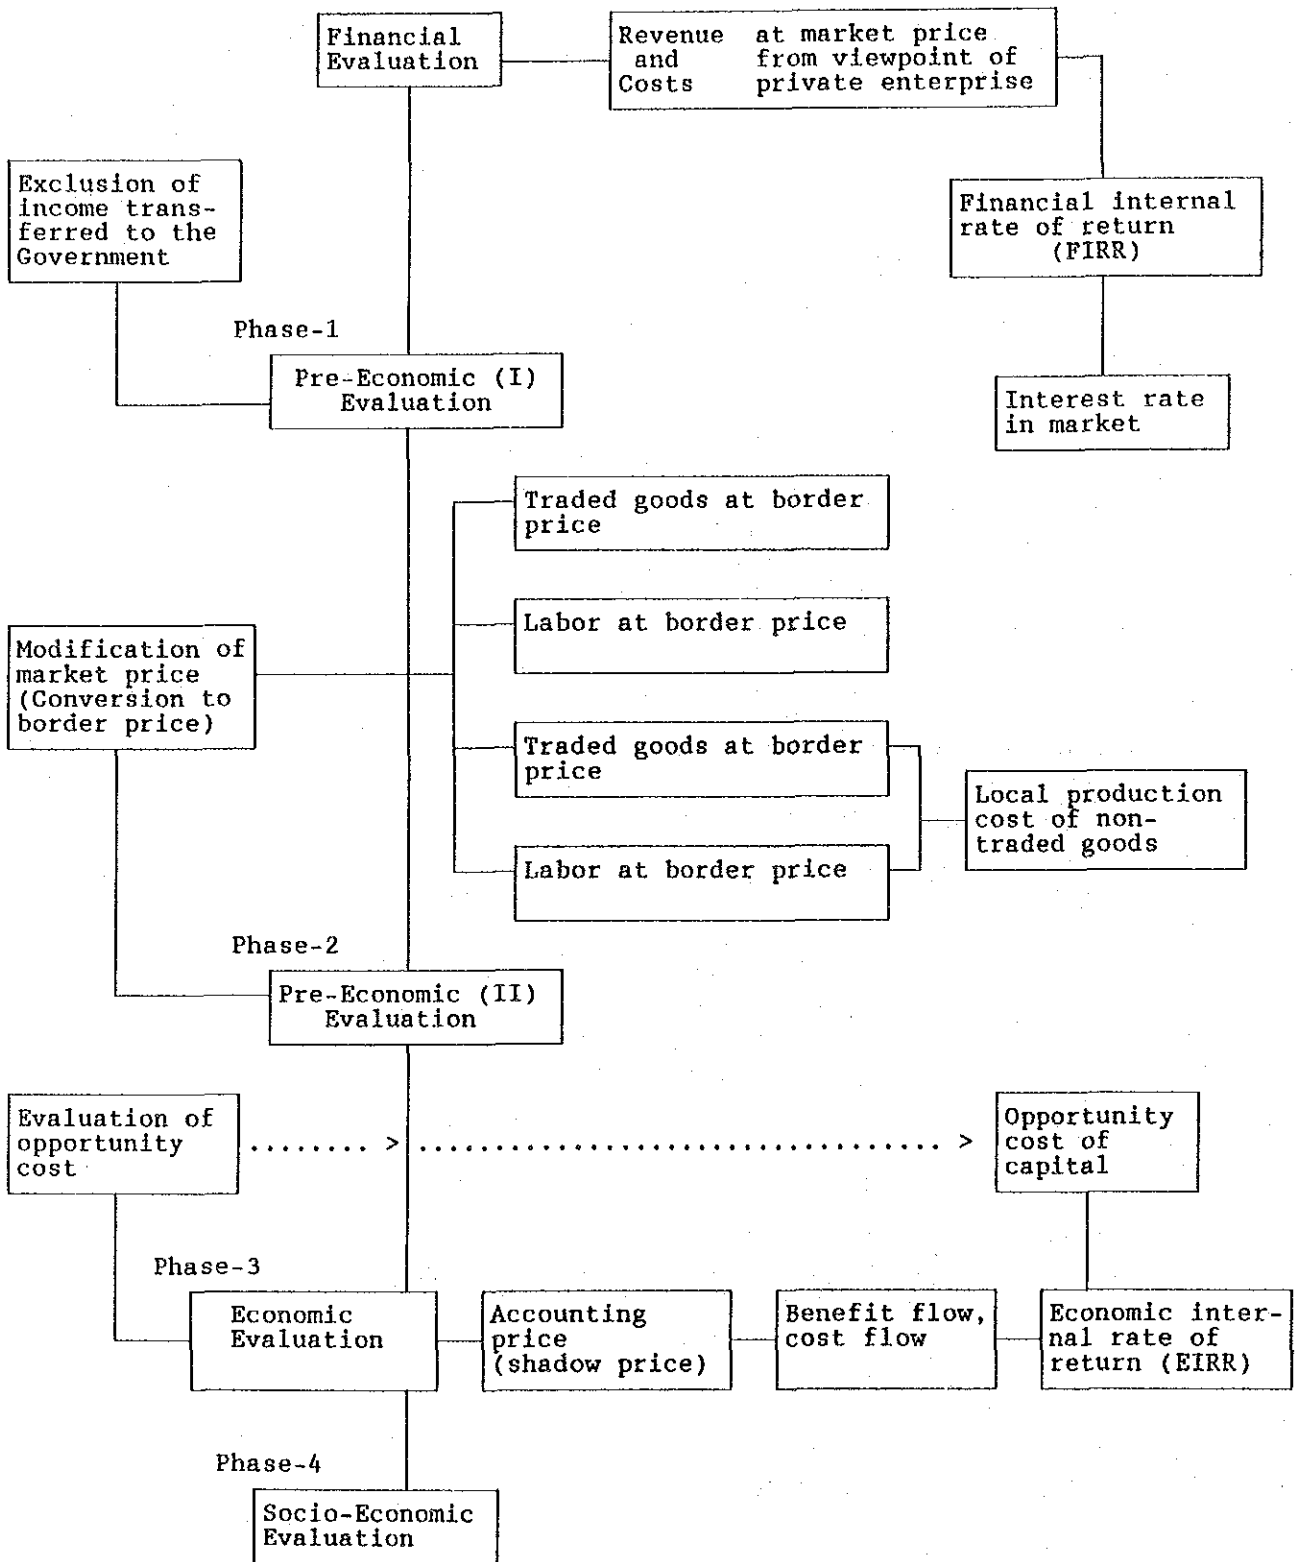 Financial
Evaluation
Revenue at market price
and from viewpoint of
Costs private enterprise
Exclusion of
income trans-
ferred to the
Government
Financial internal
rate of return
(FIRR)
Phase-1
Pre-Economic (I)
Evaluation
Interest rate
in market
Traded goods at border
price
Labor at border price
Modification of
market price
(Conversion to
border price)
Traded goods at border
price
Local production
cost of non-
traded goods
Labor at border price
Phase-2
Pre-Economic (II)
Evaluation
Evaluation of
opportunity
cost
........ > ................................. >
Opportunity
cost of
capital
Phase-3
Economic
Evaluation
Accounting
price
(shadow price)
Benefit flow,
cost flow
Economic inter-
nal rate of
return (EIRR)
Phase-4
Socio-Economic
Evaluation